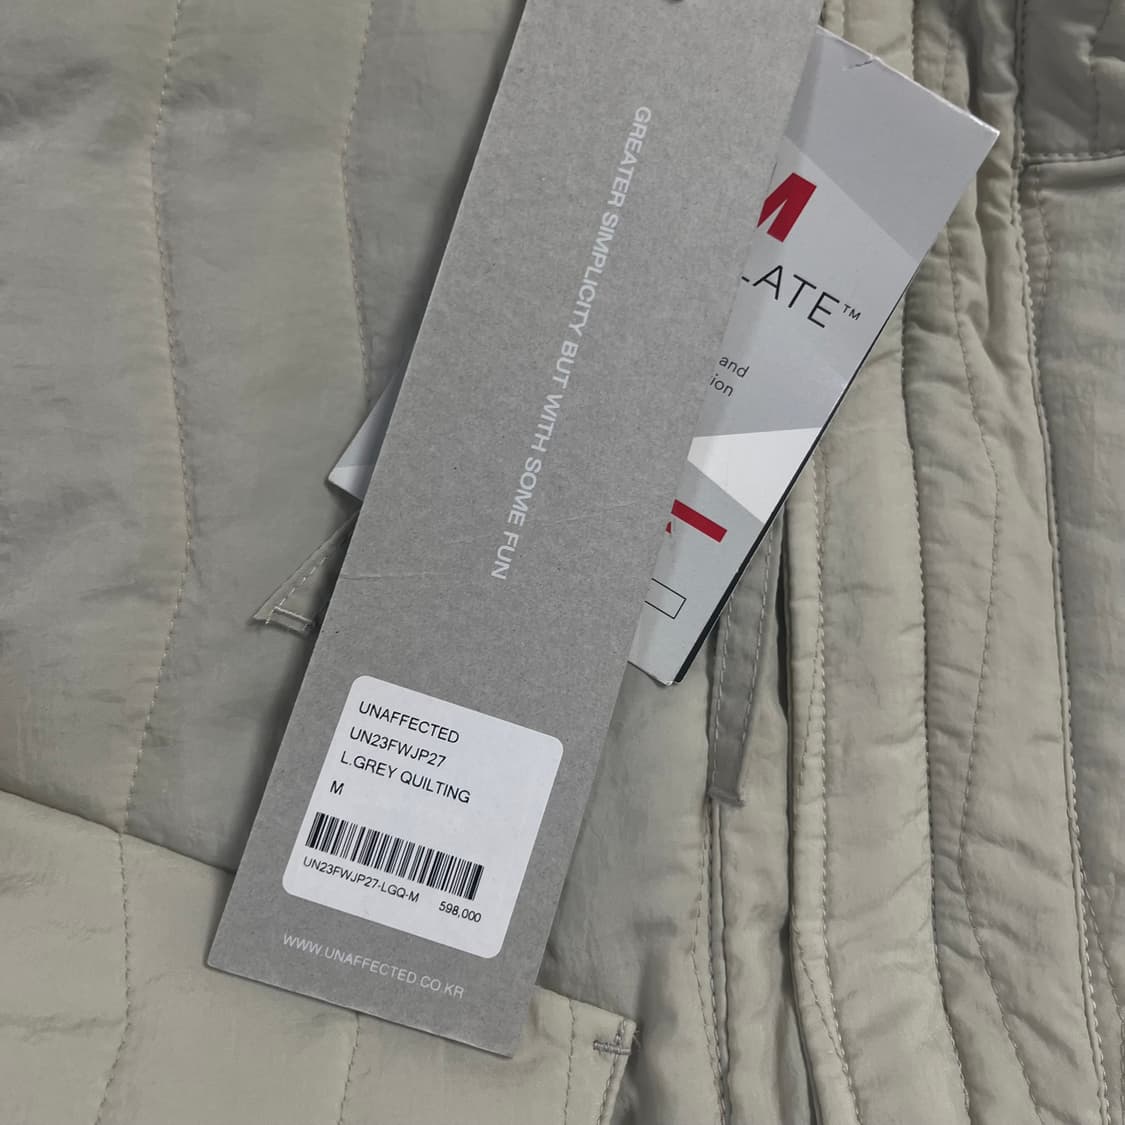 GREATER SIMPLICITY BUT WITH SOME FUN
M
LATE™
and
ion
UNAFFECTED
UN23FWJP27
L.GREY QUILTING
M
UN23FWJP27-LGQ-M
598,000
WWW.UNAFFECTED.CO.KR